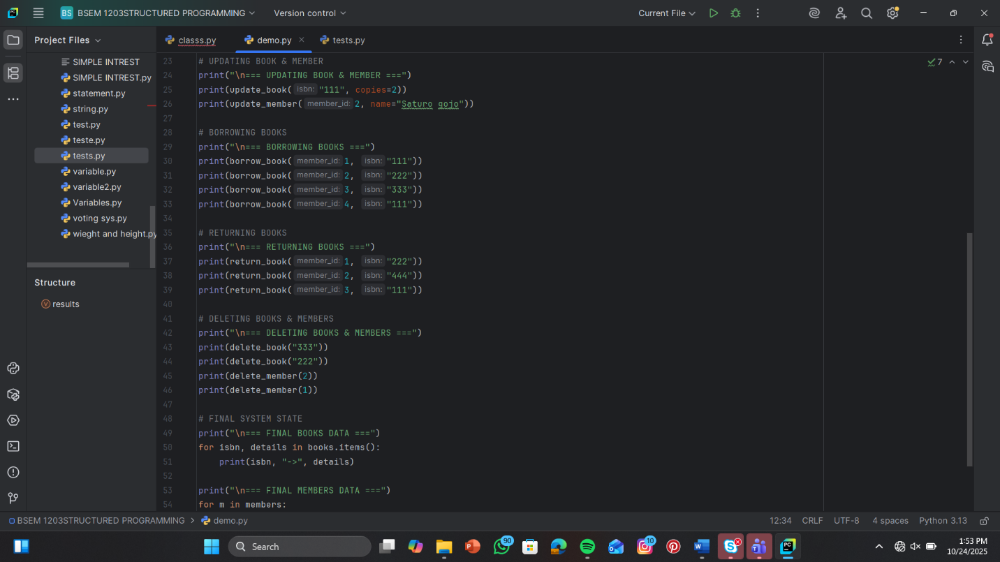 BS BSEM 1203STRUCTURED PROGRAMMING Version control Current File
Project Files
SIMPLE INTREST
SIMPLE INTREST.py
statement.py
string.py
test.py
teste.py
tests.py
variable.py
variable2.py
Variables.py
voting sys.py
wieght and height.py
Structure
results
classs.py demo.py tests.py
7
23 # UPDATING BOOK & MEMBER
24 print("\n=== UPDATING BOOK & MEMBER ===")
25 print(update_book( isbn: "111", copies=2))
26 print(update_member( member_id: 2, name="Saturo gojo"))
27
28 # BORROWING BOOKS
29 print("\n=== BORROWING BOOKS ===")
30 print(borrow_book( member_id: 1, isbn: "111"))
31 print(borrow_book( member_id: 2, isbn: "222"))
32 print(borrow_book( member_id: 3, isbn: "333"))
33 print(borrow_book( member_id: 4, isbn: "111"))
34
35 # RETURNING BOOKS
36 print("\n=== RETURNING BOOKS ===")
37 print(return_book( member_id: 1, isbn: "222"))
38 print(return_book( member_id: 2, isbn: "444"))
39 print(return_book( member_id: 3, isbn: "111"))
40
41 # DELETING BOOKS & MEMBERS
42 print("\n=== DELETING BOOKS & MEMBERS ===")
43 print(delete_book("333"))
44 print(delete_book("222"))
45 print(delete_member(2))
46 print(delete_member(1))
47
48 # FINAL SYSTEM STATE
49 print("\n=== FINAL BOOKS DATA ===")
50 for isbn, details in books.items():
51 print(isbn, "->", details)
52
53 print("\n=== FINAL MEMBERS DATA ===")
54 for m in members:
BSEM 1203STRUCTURED PROGRAMMING > demo.py 12:34 CRLF UTF-8 4 spaces Python 3.13
Search 90 10 1:53 PM
10/24/2025